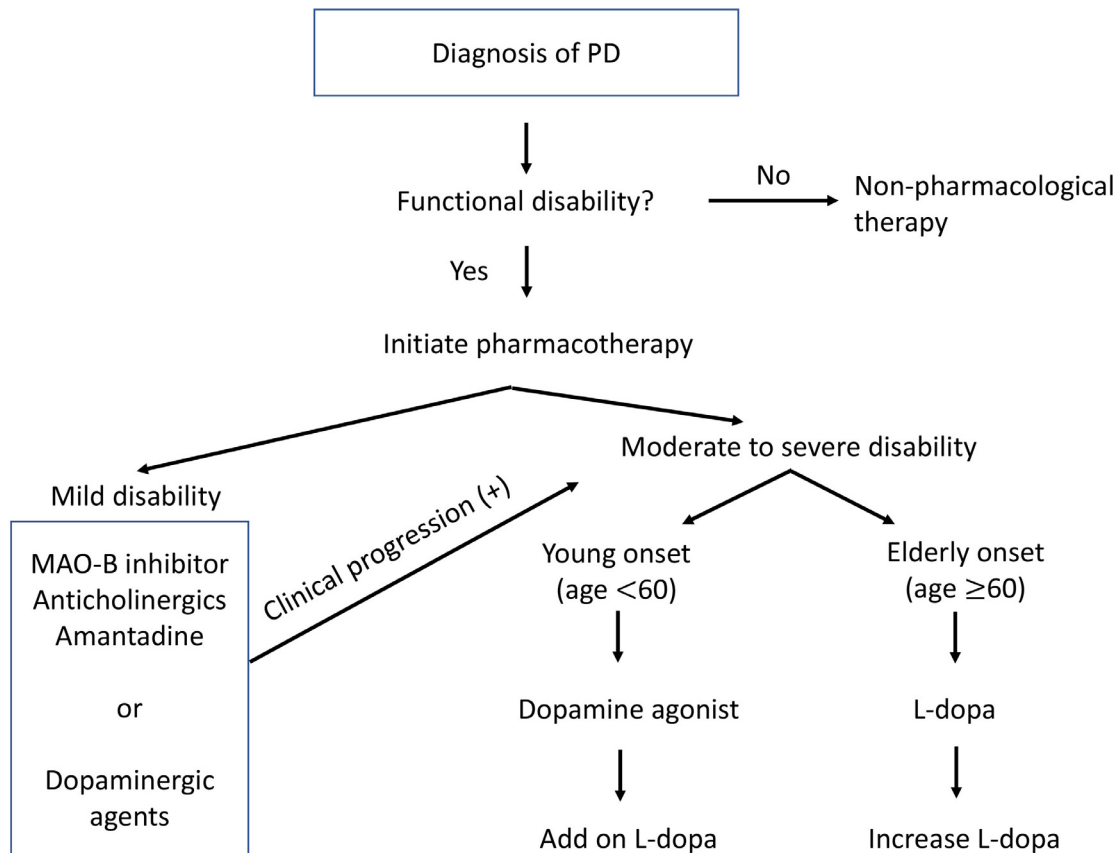 Diagnosis of PD
Functional disability?
No
Non-pharmacological
therapy
Yes
Initiate pharmacotherapy
Mild disability
MAO-B inhibitor
Anticholinergics
Amantadine
or
Dopaminergic
agents
Clinical progression (+)
Moderate to severe disability
Young onset
(age <60)
Dopamine agonist
Add on L-dopa
Elderly onset
(age ≥60)
L-dopa
Increase L-dopa